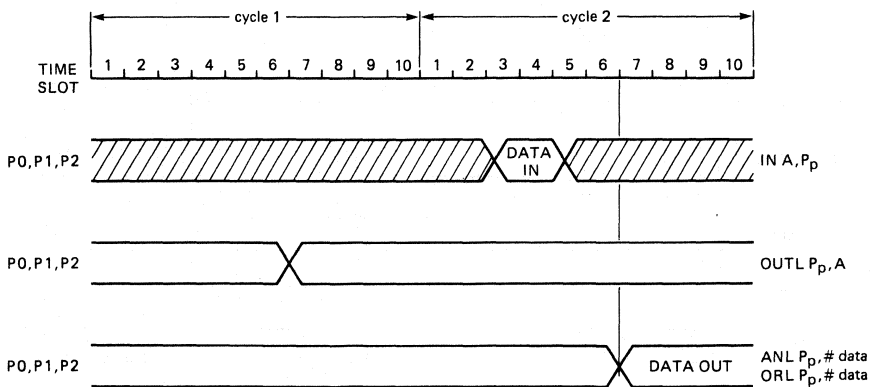 cycle 1 cycle 2
TIME SLOT 1 2 3 4 5 6 7 8 9 10 1 2 3 4 5 6 7 8 9 10
P0,P1,P2 DATA IN IN A,Pp
P0,P1,P2 OUTL Pp,A
P0,P1,P2 DATA OUT ANL Pp,# data
ORL Pp,# data